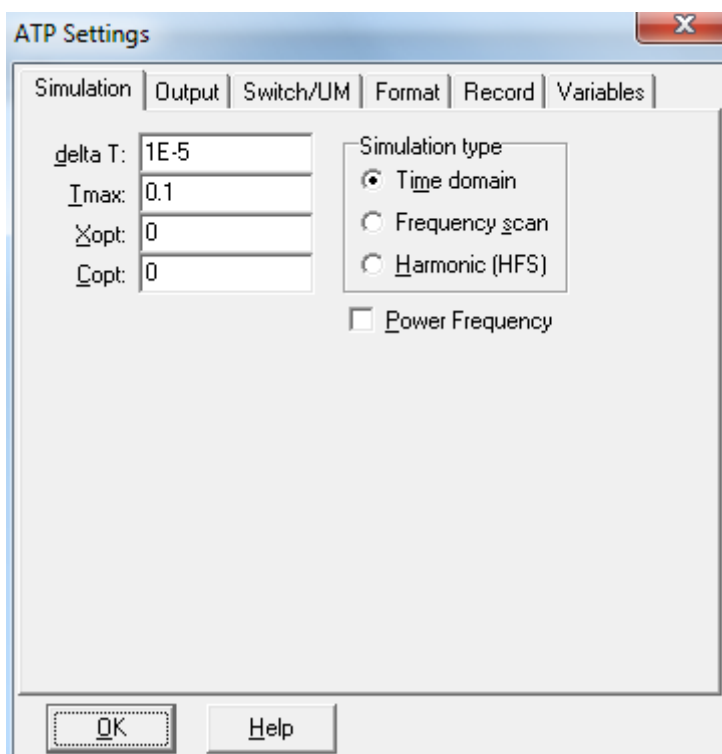 ATP Settings
Simulation Output Switch/UM Format Record Variables
delta T: 1E-5
Tmax: 0.1
Xopt: 0
Copt: 0
Simulation type
Time domain
Frequency scan
Harmonic (HFS)
Power Frequency
OK Help